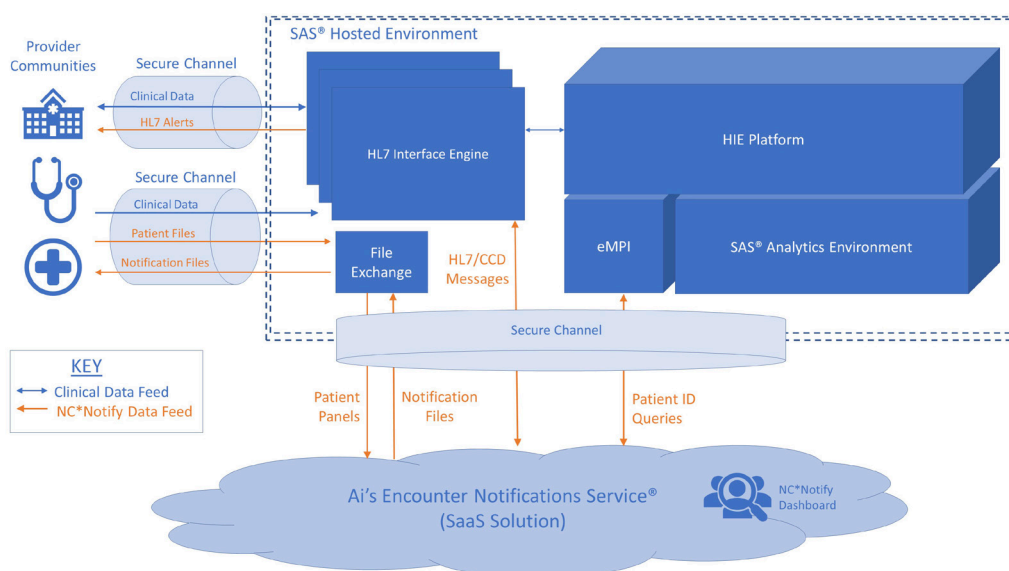 SAS® Hosted Environment
Provider
Communities
Secure Channel
Clinical Data
HL7 Alerts
HL7 Interface Engine
HIE Platform
Secure Channel
Clinical Data
Patient Files
Notification Files
File
Exchange
HL7/CCD
Messages
eMPI
SAS® Analytics Environment
Secure Channel
KEY
Clinical Data Feed
NC*Notify Data Feed
Patient
Panels
Notification
Files
Patient ID
Queries
Ai's Encounter Notifications Service®
(SaaS Solution)
NC*Notify
Dashboard